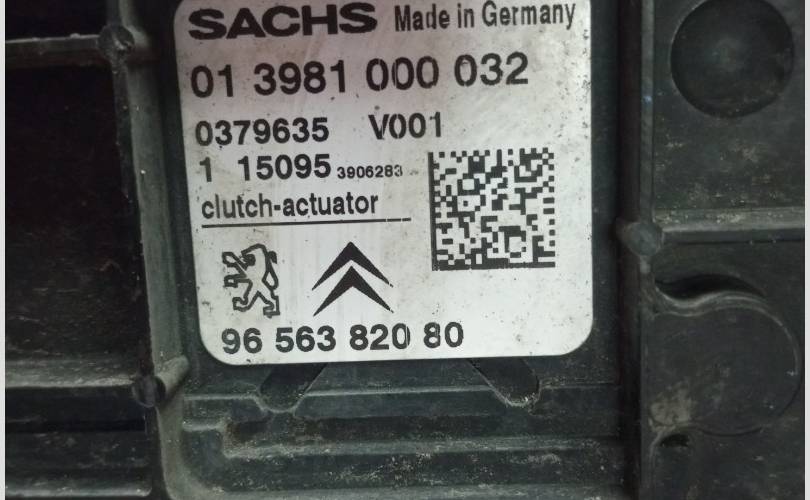 SACHS Made in Germany
01 3981 000 032
0379635 V001
1 15095 3906283
clutch-actuator
96 563 820 80